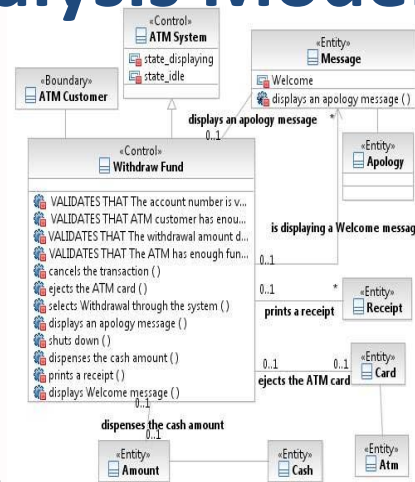 alysis Model
«Control»
ATM System
state_displaying
state_idle
«Entity»
Message
Welcome
displays an apology message ( )
«Boundary»
ATM Customer
displays an apology message
0..1
*
«Entity»
Apology
«Control»
Withdraw Fund
VALIDATES THAT The account number is v...
VALIDATES THAT ATM customer has enou...
VALIDATES THAT The withdrawal amount d...
VALIDATES THAT The ATM has enough fun...
cancels the transaction ( )
ejects the ATM card ( )
selects Withdrawal through the system ( )
displays an apology message ( )
shuts down ( )
dispenses the cash amount ( )
prints a receipt ( )
displays Welcome message ( )
is displaying a Welcome messag
0..1
0..1
*
prints a receipt
«Entity»
Receipt
0..1
0..1
ejects the ATM card
«Entity»
Card
0..1
dispenses the cash amount
0..1
«Entity»
Amount
«Entity»
Cash
«Entity»
Atm